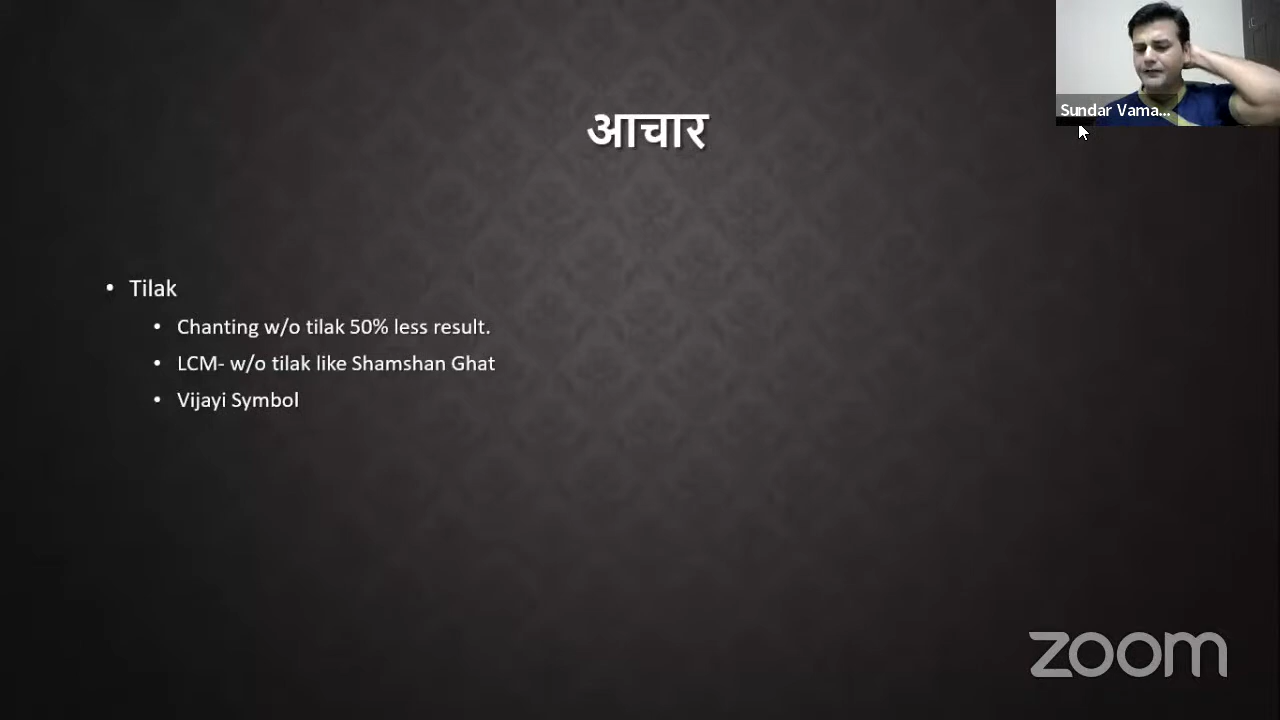 Sundar Vama...
आचार
• Tilak
• Chanting w/o tilak 50% less result.
• LCM- w/o tilak like Shamshan Ghat
• Vijayi Symbol
zoom